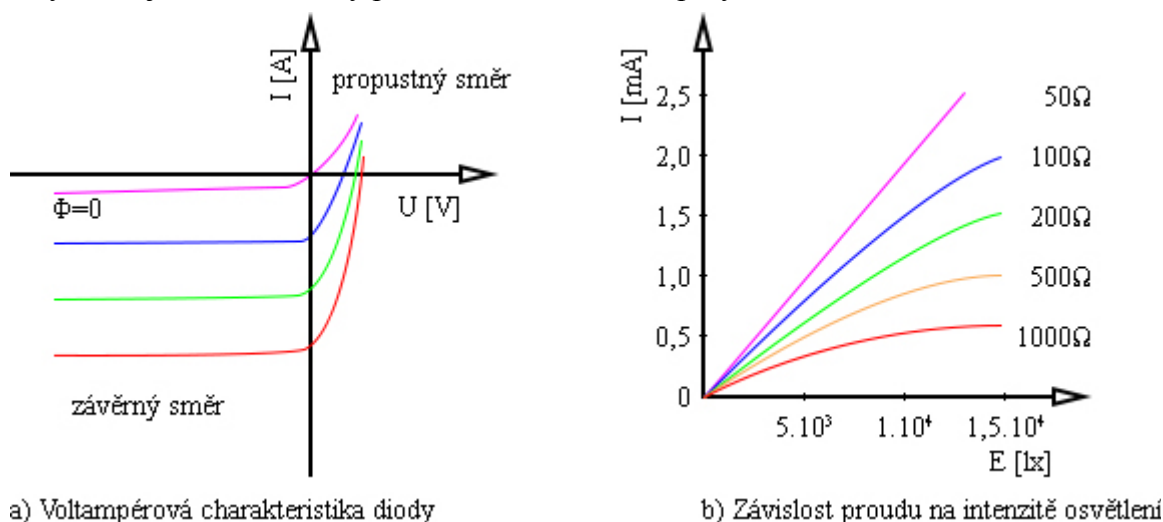 I [A]
propustný směr
Φ=0
U [V]
závěrný směr
a) Voltampérová charakteristika diody
I [mA]
2,5
2,0
1,5
1,0
0,5
0
50Ω
100Ω
200Ω
500Ω
1000Ω
5.10³
1.10⁴
1,5.10⁴
E [lx]
b) Závislost proudu na intenzitě osvětlení